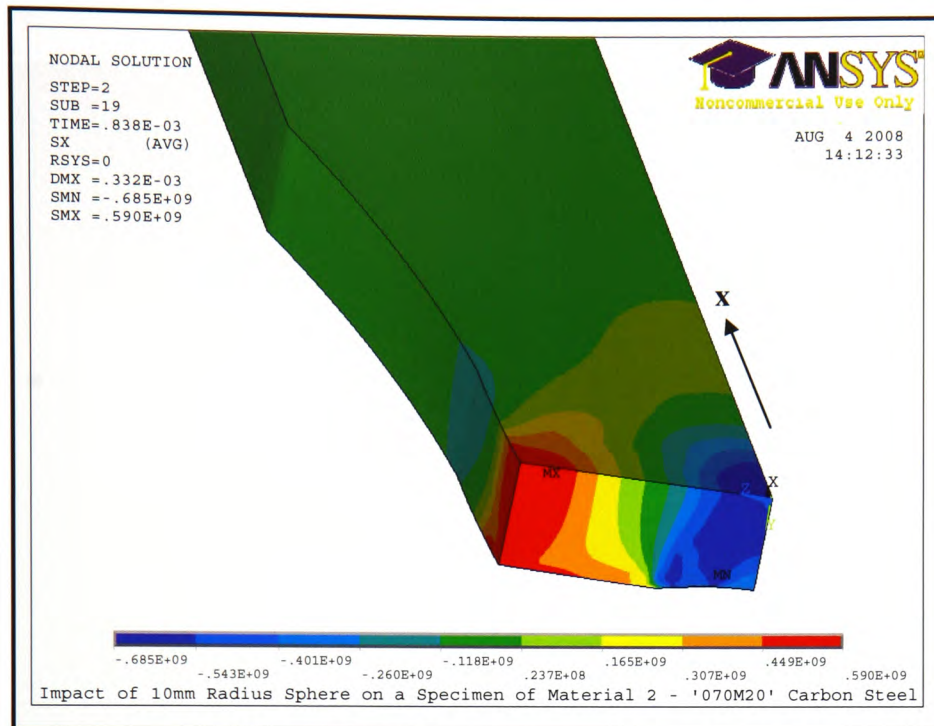 NODAL SOLUTION
STEP=2
SUB =19
TIME=.838E-03
SX (AVG)
RSYS=0
DMX =.332E-03
SMN =-.685E+09
SMX =.590E+09
ANSYS
Noncommercial Use Only
AUG 4 2008
14:12:33
X
MX
Z
X
Y
MN
-.685E+09 -.401E+09 -.118E+09 .165E+09 .449E+09
-.543E+09 -.260E+09 .237E+08 .307E+09 .590E+09
Impact of 10mm Radius Sphere on a Specimen of Material 2 - '070M20' Carbon Steel